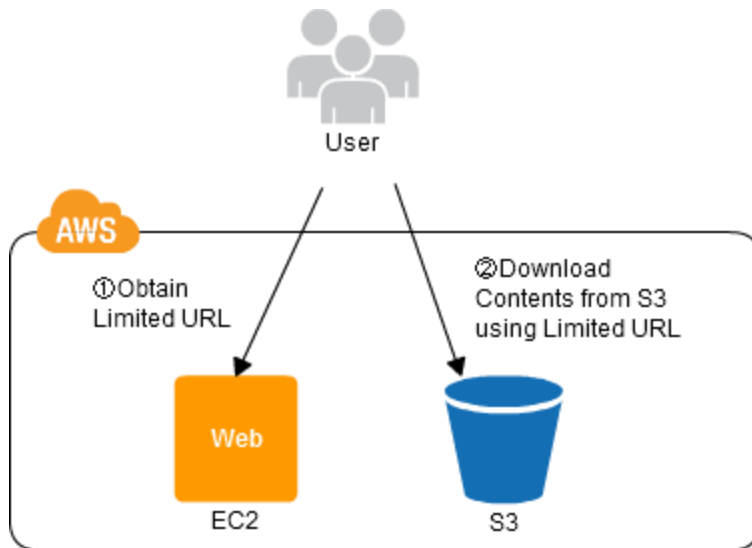 User
AWS
①Obtain
Limited URL
②Download
Contents from S3
using Limited URL
Web
EC2
S3